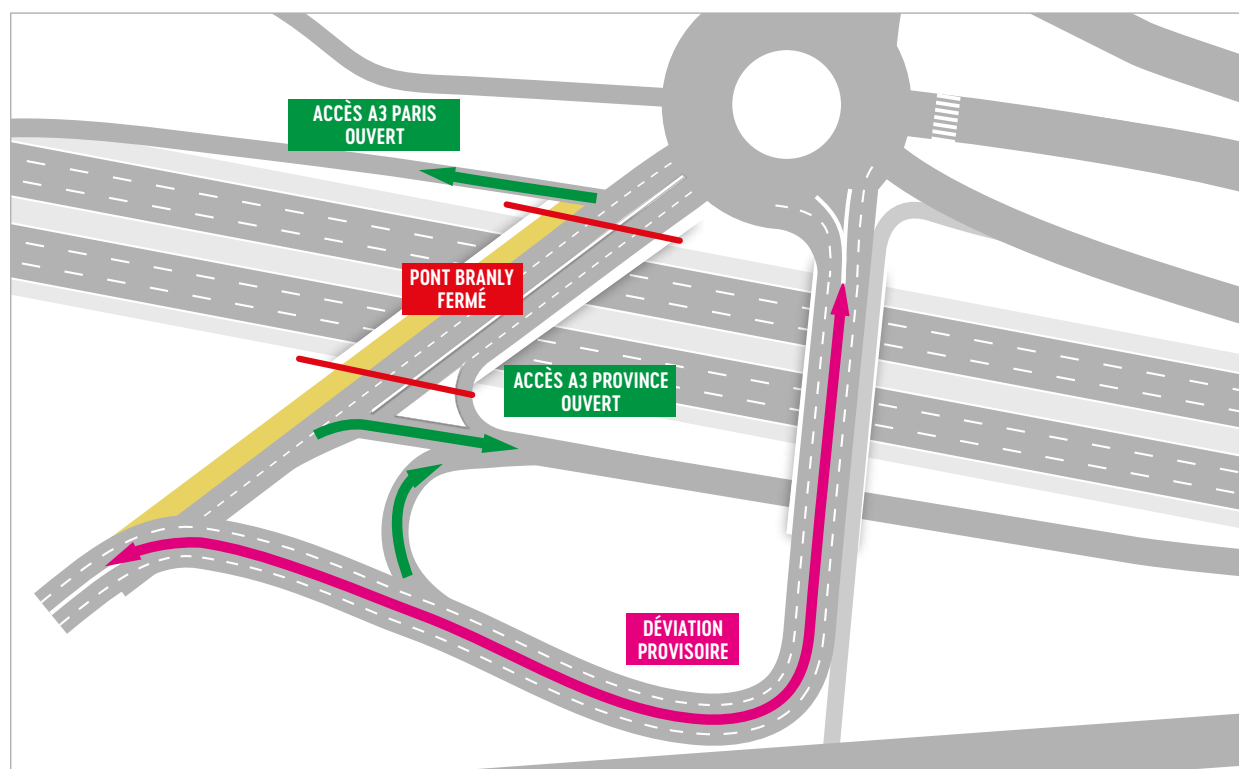 ACCÈS A3 PARIS
OUVERT
PONT BRANLY
FERMÉ
ACCÈS A3 PROVINCE
OUVERT
DÉVIATION
PROVISOIRE